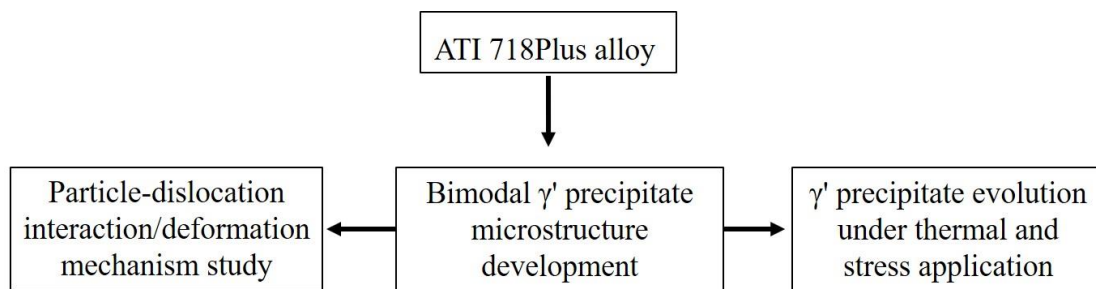 ATI 718Plus alloy
Particle-dislocation
interaction/deformation
mechanism study
Bimodal γ' precipitate
microstructure
development
γ' precipitate evolution
under thermal and
stress application